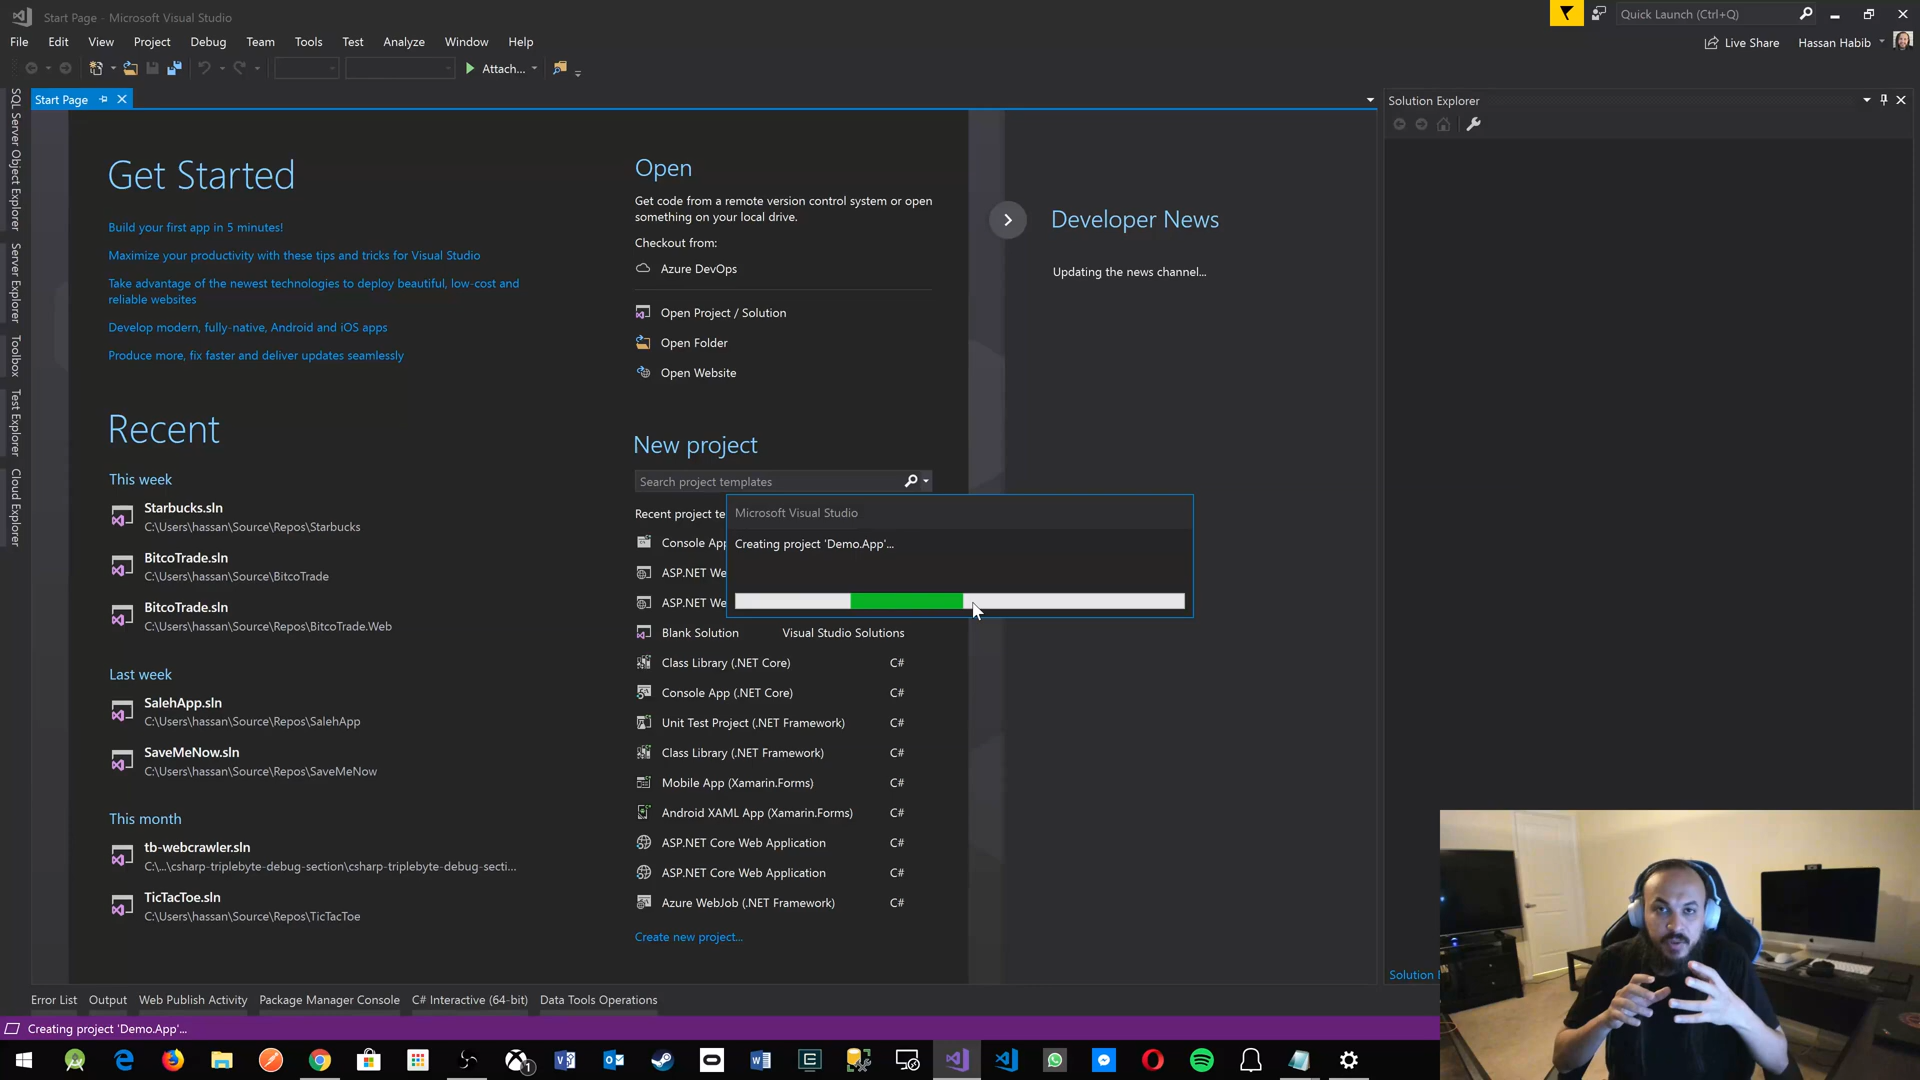 Start Page - Microsoft Visual Studio
Quick Launch (Ctrl+Q)
File Edit View Project Debug Team Tools Test Analyze Window Help
Live Share
Hassan Habib
Attach...
Start Page
Solution Explorer
SQL Server Object Explorer
Server Explorer
Toolbox
Test Explorer
Cloud Explorer
Get Started
Build your first app in 5 minutes!
Maximize your productivity with these tips and tricks for Visual Studio
Take advantage of the newest technologies to deploy beautiful, low-cost and
reliable websites
Develop modern, fully-native, Android and iOS apps
Produce more, fix faster and deliver updates seamlessly
Recent
This week
Starbucks.sln
C:\Users\hassan\Source\Repos\Starbucks
BitcoTrade.sln
C:\Users\hassan\Source\BitcoTrade
BitcoTrade.sln
C:\Users\hassan\Source\Repos\BitcoTrade.Web
Last week
SalehApp.sln
C:\Users\hassan\Source\Repos\SalehApp
SaveMeNow.sln
C:\Users\hassan\Source\Repos\SaveMeNow
This month
tb-webcrawler.sln
C:\...\csharp-triplebyte-debug-section\csharp-triplebyte-debug-secti...
TicTacToe.sln
C:\Users\hassan\Source\Repos\TicTacToe
Open
Get code from a remote version control system or open
something on your local drive.
Checkout from:
Azure DevOps
Open Project / Solution
Open Folder
Open Website
New project
Search project templates
Recent project te
Console App
ASP.NET We
ASP.NET We
Blank Solution Visual Studio Solutions
Class Library (.NET Core) C#
Console App (.NET Core) C#
Unit Test Project (.NET Framework) C#
Class Library (.NET Framework) C#
Mobile App (Xamarin.Forms) C#
Android XAML App (Xamarin.Forms) C#
ASP.NET Core Web Application C#
ASP.NET Core Web Application C#
Azure WebJob (.NET Framework) C#
Create new project...
Microsoft Visual Studio
Creating project 'Demo.App'...
Developer News
Updating the news channel...
Solution
Error List Output Web Publish Activity Package Manager Console C# Interactive (64-bit) Data Tools Operations
Creating project 'Demo.App'...
1